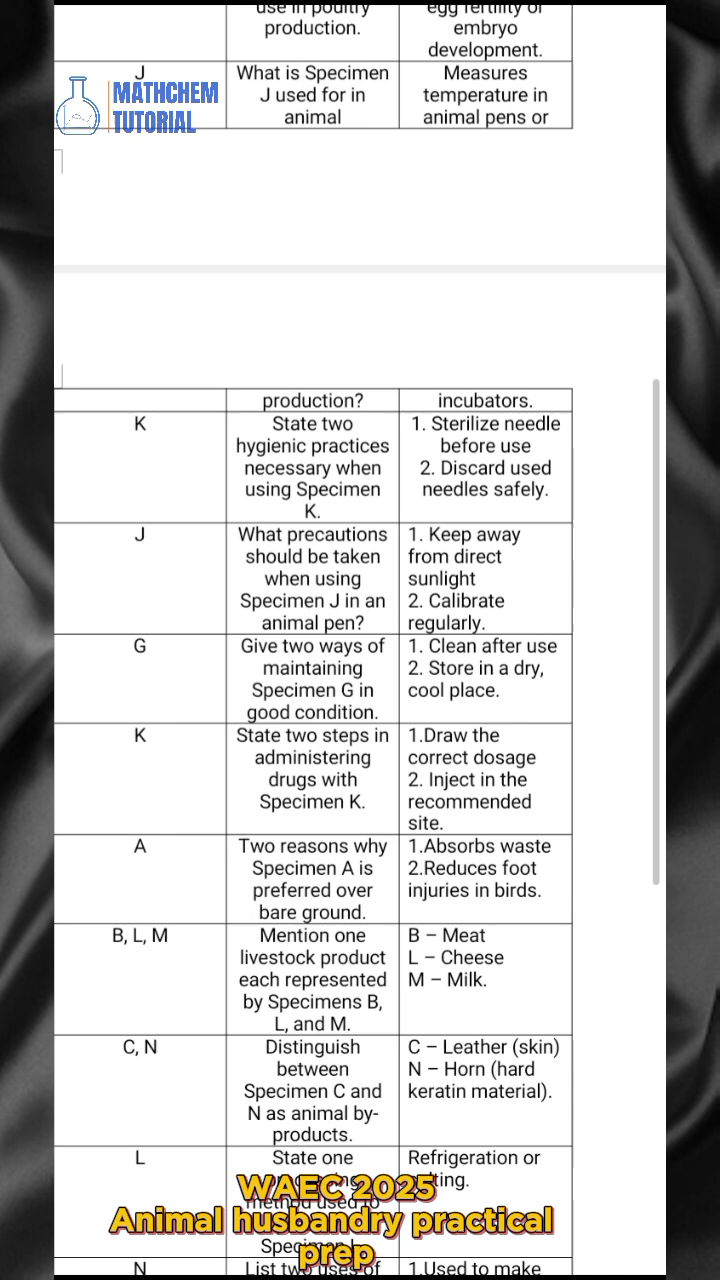 use in poultry
production.
egg fertility or
embryo
development.
J
What is Specimen
J used for in
animal
Measures
temperature in
animal pens or
MATHCHEM
TUTORIAL
production?
incubators.
K
State two
hygienic practices
necessary when
using Specimen
K.
1. Sterilize needle
before use
2. Discard used
needles safely.
J
What precautions
should be taken
when using
Specimen J in an
animal pen?
1. Keep away
from direct
sunlight
2. Calibrate
regularly.
G
Give two ways of
maintaining
Specimen G in
good condition.
1. Clean after use
2. Store in a dry,
cool place.
K
State two steps in
administering
drugs with
Specimen K.
1.Draw the
correct dosage
2. Inject in the
recommended
site.
A
Two reasons why
Specimen A is
preferred over
bare ground.
1.Absorbs waste
2.Reduces foot
injuries in birds.
B, L, M
Mention one
livestock product
each represented
by Specimens B,
L, and M.
B – Meat
L – Cheese
M – Milk.
C, N
Distinguish
between
Specimen C and
N as animal by-
products.
C – Leather (skin)
N – Horn (hard
keratin material).
L
State one
method used to
Refrigeration or
WAEC 2025
Animal husbandry practical
prep
N
List two uses of
1.Used to make